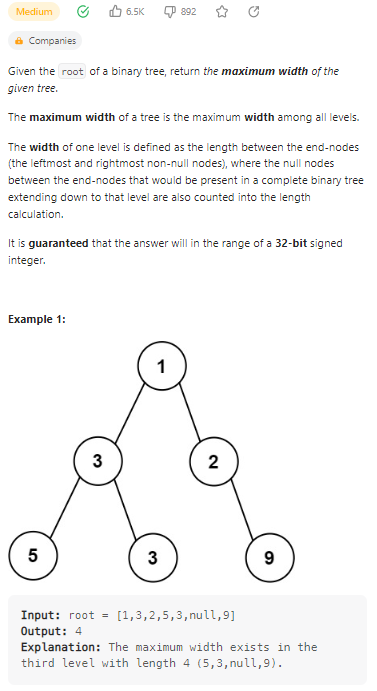 Medium 6.5K 892
Companies
Given the root of a binary tree, return the maximum width of the
given tree.
The maximum width of a tree is the maximum width among all levels.
The width of one level is defined as the length between the end-nodes
(the leftmost and rightmost non-null nodes), where the null nodes
between the end-nodes that would be present in a complete binary tree
extending down to that level are also counted into the length
calculation.
It is guaranteed that the answer will in the range of a 32-bit signed
integer.
Example 1:
1
3 2
5 3 9
Input: root = [1,3,2,5,3,null,9]
Output: 4
Explanation: The maximum width exists in the
third level with length 4 (5,3,null,9).